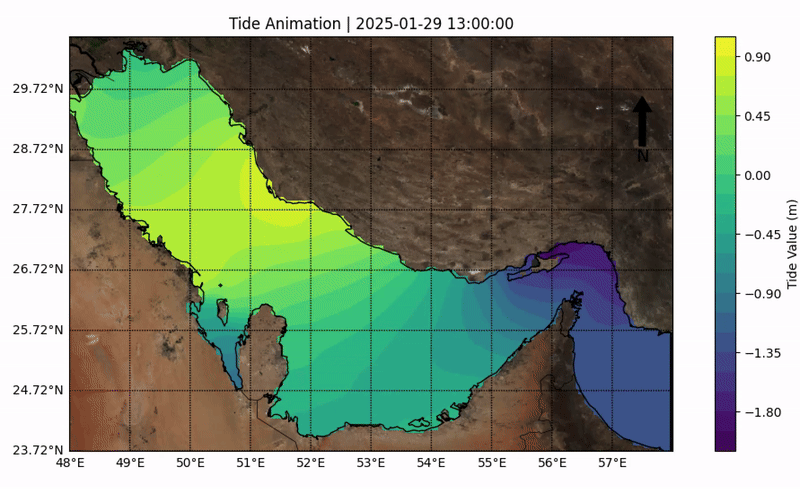 Tide Animation | 2025-01-29 13:00:00
29.72°N
28.72°N
27.72°N
26.72°N
25.72°N
24.72°N
23.72°N
48°E 49°E 50°E 51°E 52°E 53°E 54°E 55°E 56°E 57°E
N
0.90
0.45
0.00
−0.45
−0.90
−1.35
−1.80
Tide Value (m)